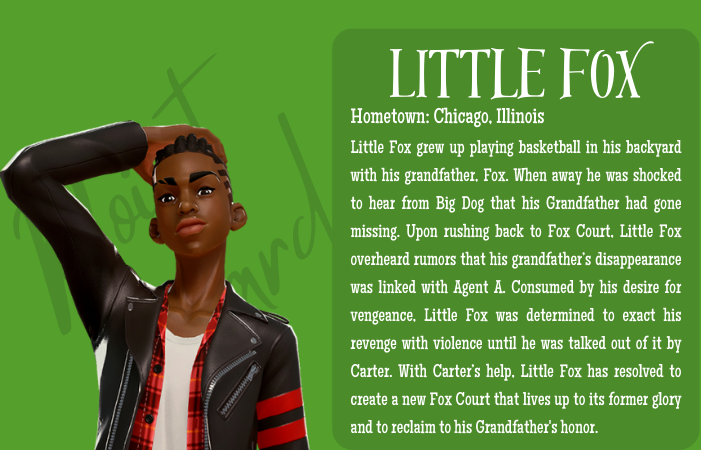 LITTLE FOX
Hometown: Chicago, Illinois
Little Fox grew up playing basketball in his backyard
with his grandfather, Fox. When away he was shocked
to hear from Big Dog that his Grandfather had gone
missing. Upon rushing back to Fox Court, Little Fox
overheard rumors that his grandfather's disappearance
was linked with Agent A. Consumed by his desire for
vengeance, Little Fox was determined to exact his
revenge with violence until he was talked out of it by
Carter. With Carter's help, Little Fox has resolved to
create a new Fox Court that lives up to its former glory
and to reclaim to his Grandfather's honor.